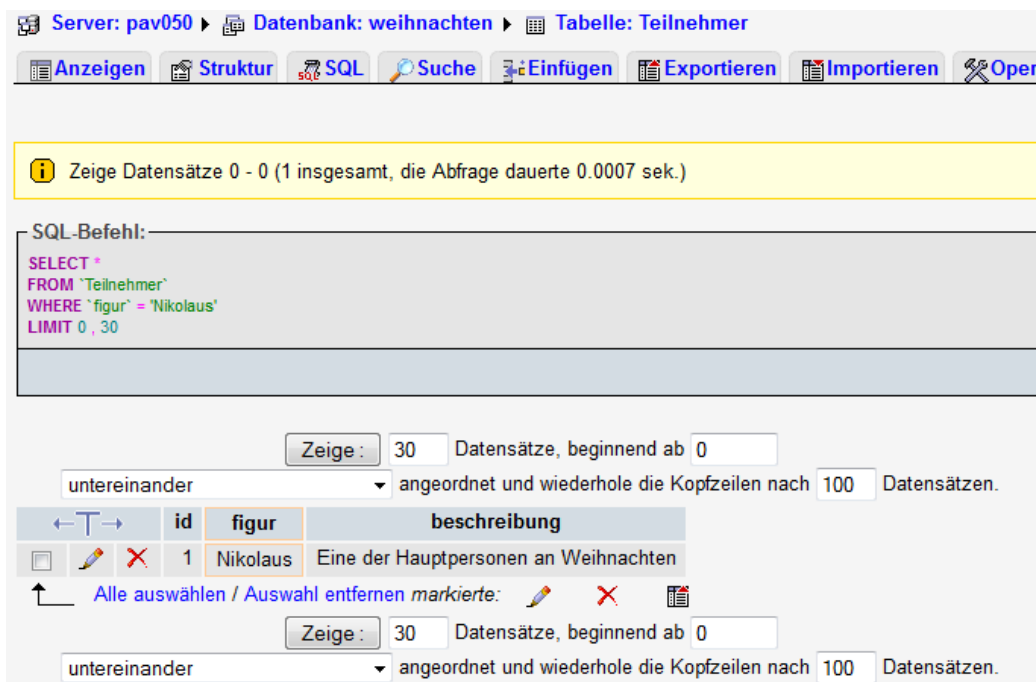 Server: pav050 ▸ Datenbank: weihnachten ▸ Tabelle: Teilnehmer
Anzeigen Struktur SQL Suche Einfügen Exportieren Importieren Oper
Zeige Datensätze 0 - 0 (1 insgesamt, die Abfrage dauerte 0.0007 sek.)
SQL-Befehl:
SELECT *
FROM `Teilnehmer`
WHERE `figur` = 'Nikolaus'
LIMIT 0 , 30
Zeige : 30 Datensätze, beginnend ab 0
untereinander angeordnet und wiederhole die Kopfzeilen nach 100 Datensätzen.
←T→ id figur beschreibung
1 Nikolaus Eine der Hauptpersonen an Weihnachten
Alle auswählen / Auswahl entfernen markierte:
Zeige : 30 Datensätze, beginnend ab 0
untereinander angeordnet und wiederhole die Kopfzeilen nach 100 Datensätzen.